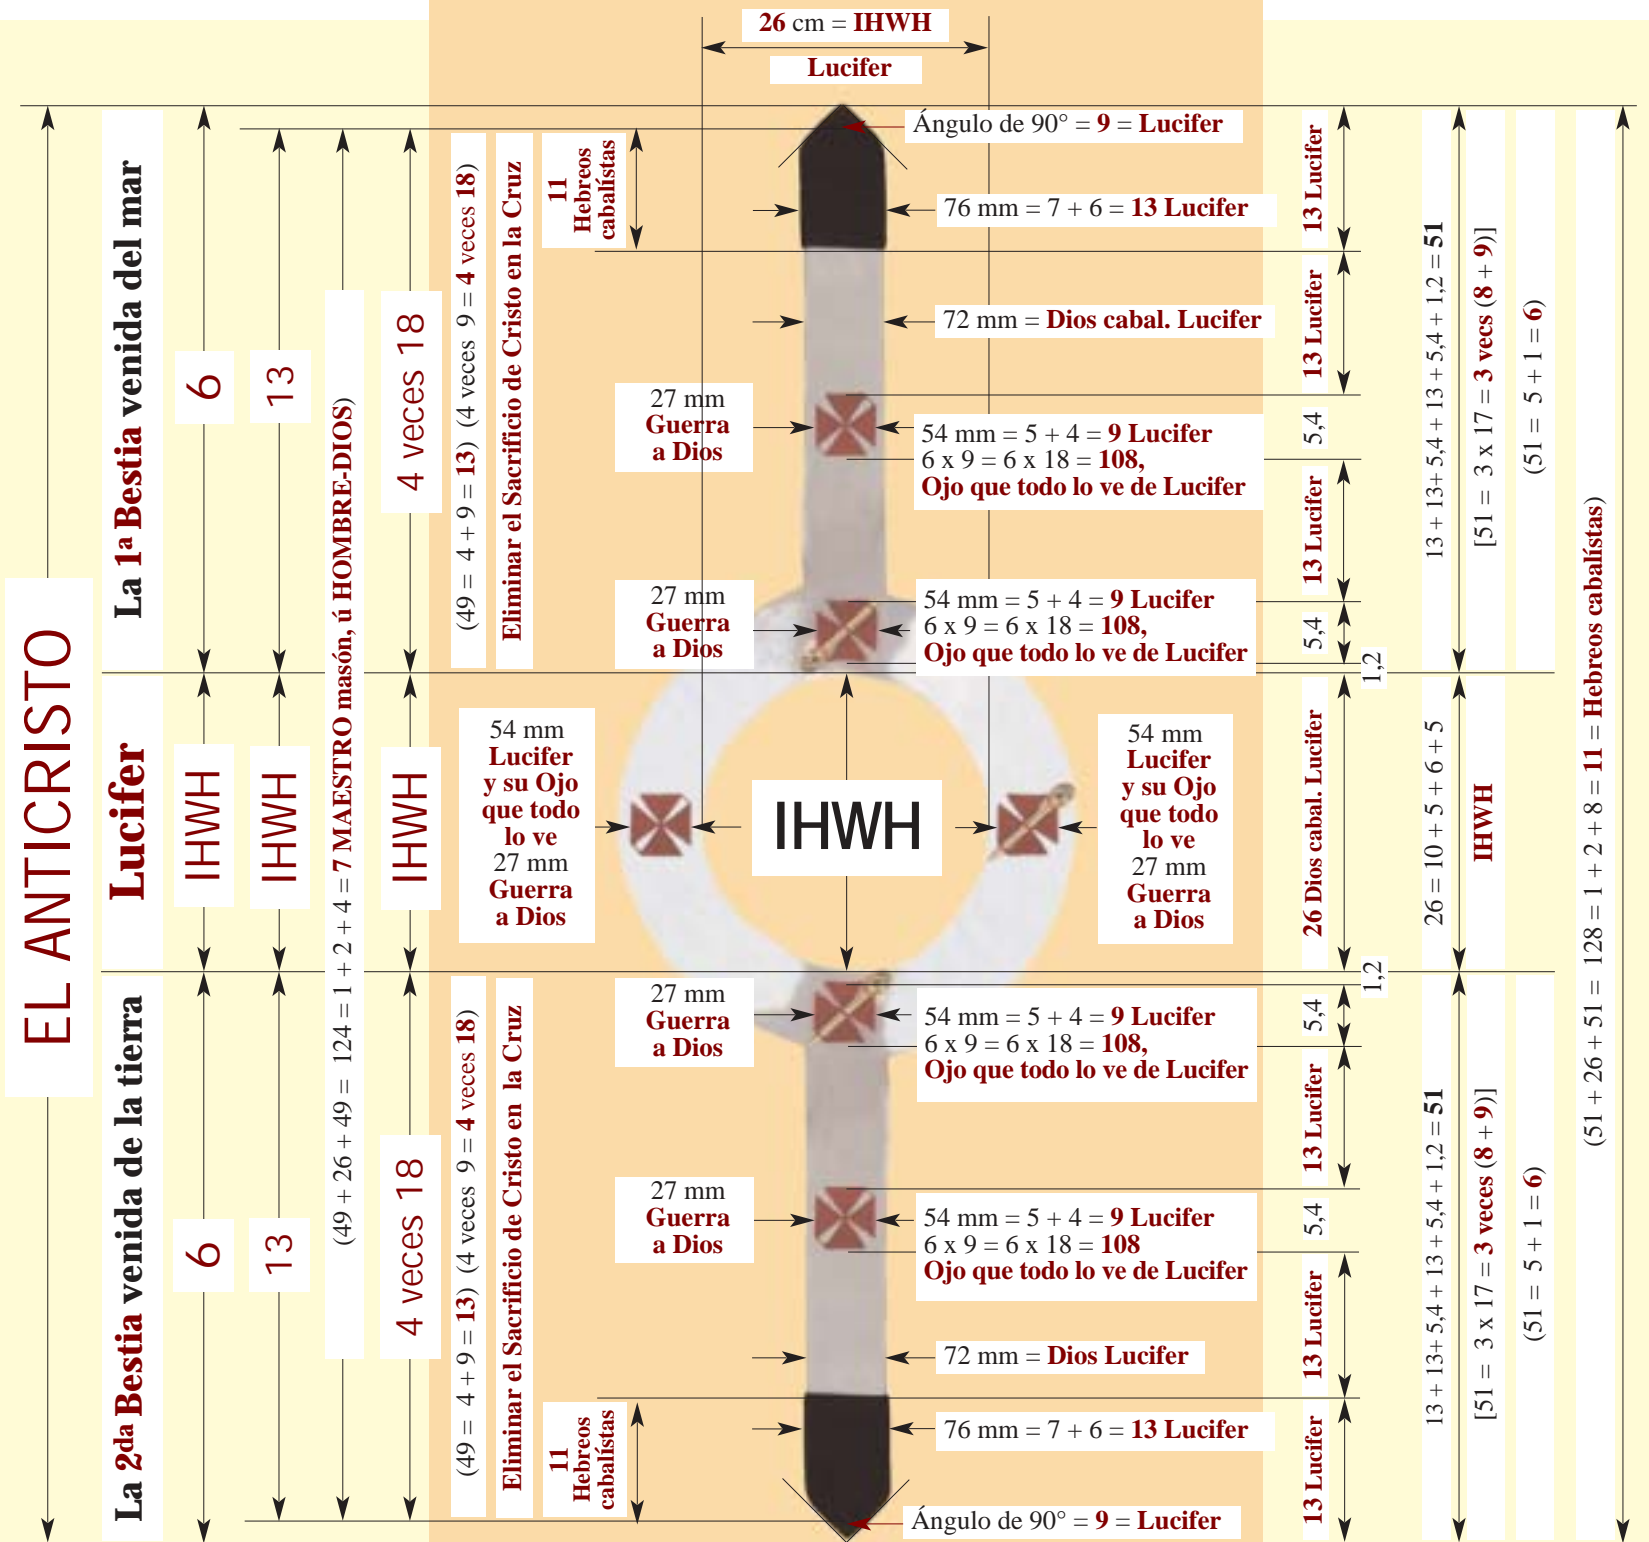 26 cm = IHWH
Lucifer
EL ANTICRISTO
La 1ª Bestia venida del mar
Lucifer
La 2da Bestia venida de la tierra
6
IHWH
6
13
IHWH
13
(49 + 26 + 49 = 124 = 1 + 2 + 4 = 7 MAESTRO masón, ú HOMBRE-DIOS)
4 veces 18
IHWH
4 veces 18
(49 = 4 + 9 = 13) (4 veces 9 = 4 veces 18)
Eliminar el Sacrificio de Cristo en la Cruz
11
Hebreos
cabalístas
(49 = 4 + 9 = 13) (4 veces 9 = 4 veces 18)
Eliminar el Sacrificio de Cristo en la Cruz
11
Hebreos
cabalístas
Ángulo de 90° = 9 = Lucifer
76 mm = 7 + 6 = 13 Lucifer
72 mm = Dios cabal. Lucifer
27 mm
Guerra
a Dios
54 mm = 5 + 4 = 9 Lucifer
6 x 9 = 6 x 18 = 108,
Ojo que todo lo ve de Lucifer
27 mm
Guerra
a Dios
54 mm = 5 + 4 = 9 Lucifer
6 x 9 = 6 x 18 = 108,
Ojo que todo lo ve de Lucifer
54 mm
Lucifer
y su Ojo
que todo
lo ve
27 mm
Guerra
a Dios
IHWH
54 mm
Lucifer
y su Ojo
que todo
lo ve
27 mm
Guerra
a Dios
27 mm
Guerra
a Dios
54 mm = 5 + 4 = 9 Lucifer
6 x 9 = 6 x 18 = 108,
Ojo que todo lo ve de Lucifer
27 mm
Guerra
a Dios
54 mm = 5 + 4 = 9 Lucifer
6 x 9 = 6 x 18 = 108
Ojo que todo lo ve de Lucifer
72 mm = Dios Lucifer
76 mm = 7 + 6 = 13 Lucifer
Ángulo de 90° = 9 = Lucifer
13 Lucifer
13 Lucifer
5,4
13 Lucifer
5,4
1,2
26 Dios cabal. Lucifer
1,2
5,4
13 Lucifer
5,4
13 Lucifer
13 Lucifer
13 + 13+ 5,4 + 13 + 5,4 + 1,2 = 51
[51 = 3 x 17 = 3 vecs (8 + 9)]
(51 = 5 + 1 = 6)
26 = 10 + 5 + 6 + 5
IHWH
13 + 13+ 5,4 + 13 + 5,4 + 1,2 = 51
[51 = 3 x 17 = 3 veces (8 + 9)]
(51 = 5 + 1 = 6)
(51 + 26 + 51 = 128 = 1 + 2 + 8 = 11 = Hebreos cabalístas)